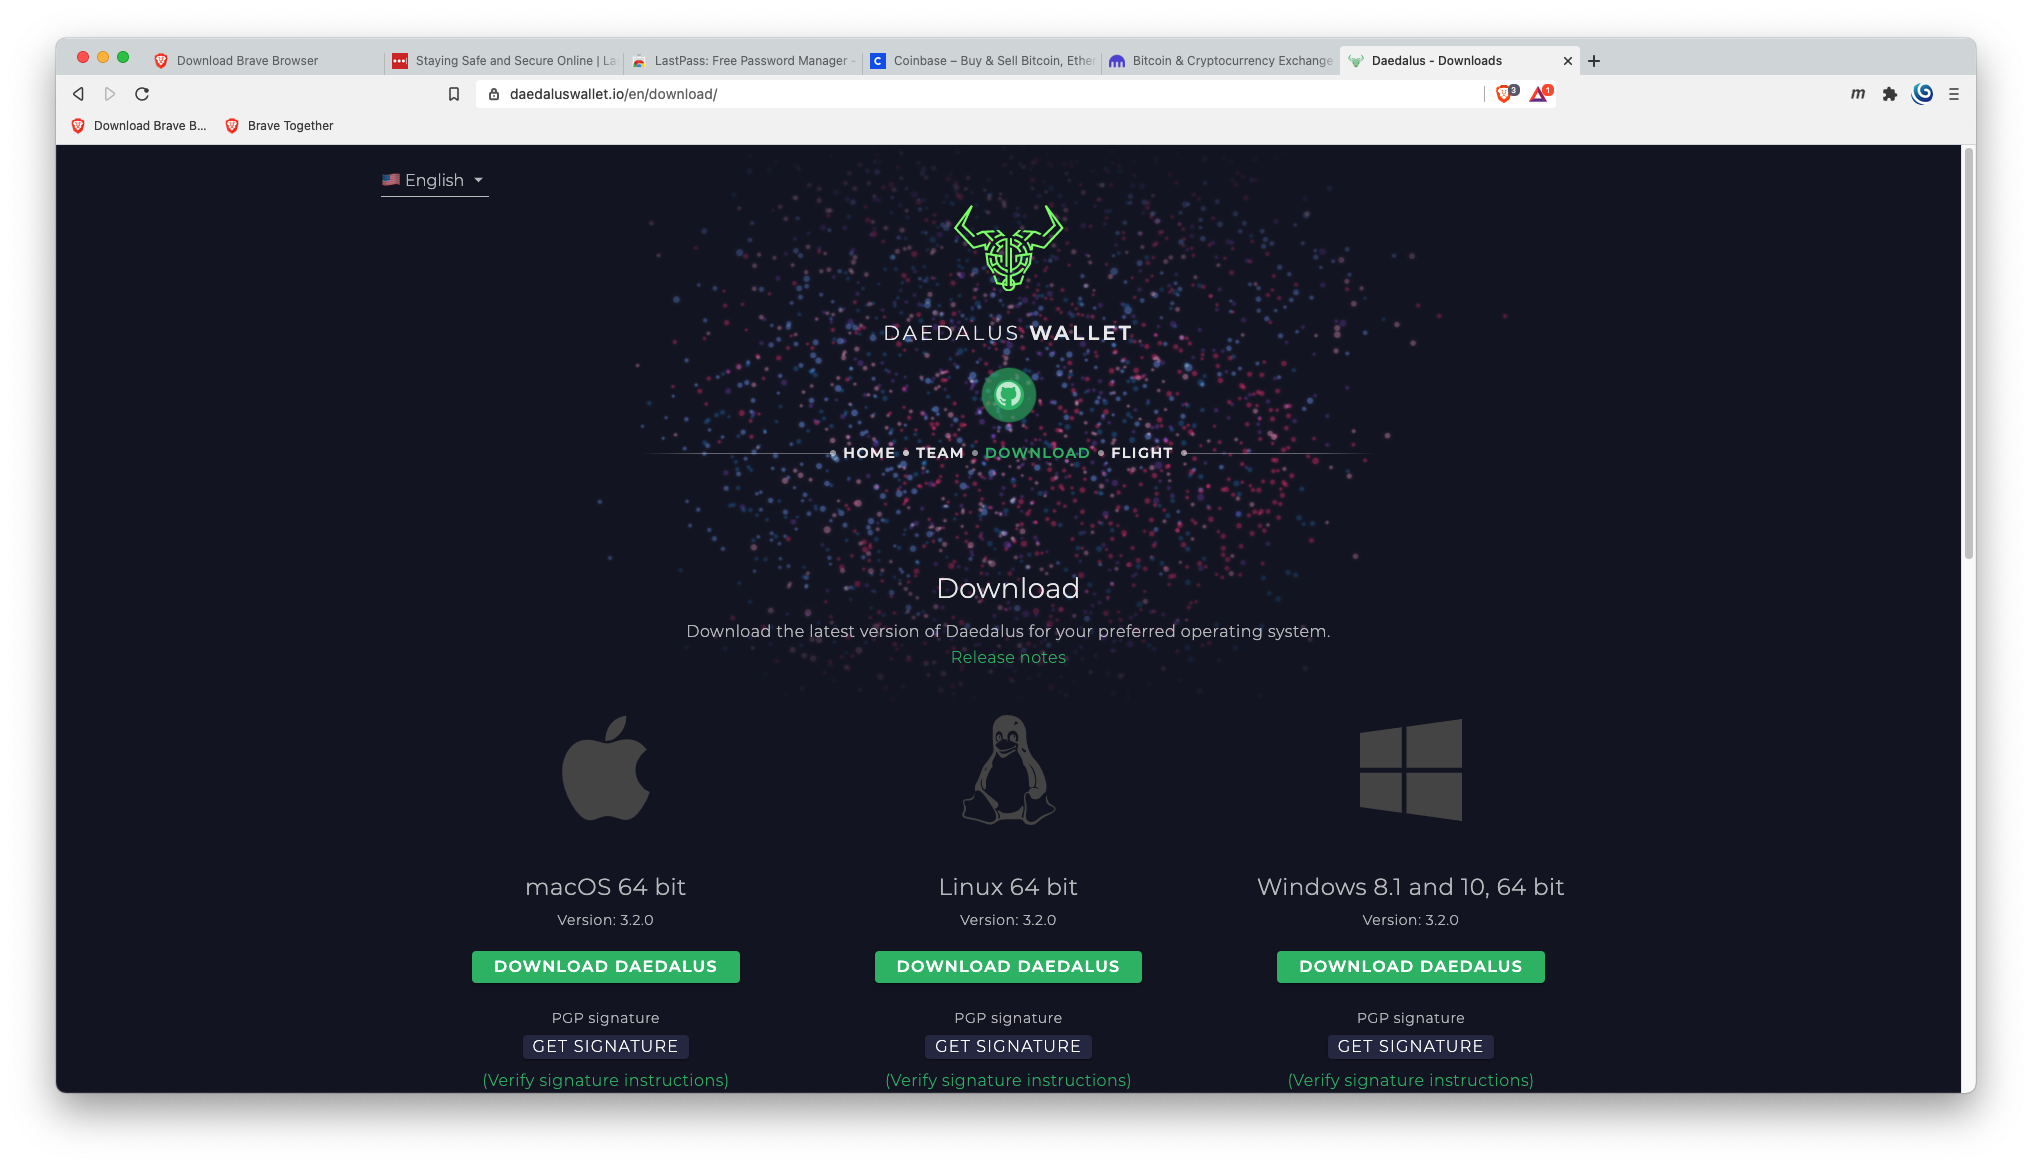 Download Brave Browser
Staying Safe and Secure Online | La
LastPass: Free Password Manager -
Coinbase – Buy & Sell Bitcoin, Ether
Bitcoin & Cryptocurrency Exchange
Daedalus - Downloads
daedaluswallet.io/en/download/
3
1
m
Download Brave B...
Brave Together
English
DAEDALUS WALLET
HOME • TEAM • DOWNLOAD • FLIGHT
Download
Download the latest version of Daedalus for your preferred operating system.
Release notes
macOS 64 bit
Version: 3.2.0
DOWNLOAD DAEDALUS
PGP signature
GET SIGNATURE
(Verify signature instructions)
Linux 64 bit
Version: 3.2.0
DOWNLOAD DAEDALUS
PGP signature
GET SIGNATURE
(Verify signature instructions)
Windows 8.1 and 10, 64 bit
Version: 3.2.0
DOWNLOAD DAEDALUS
PGP signature
GET SIGNATURE
(Verify signature instructions)